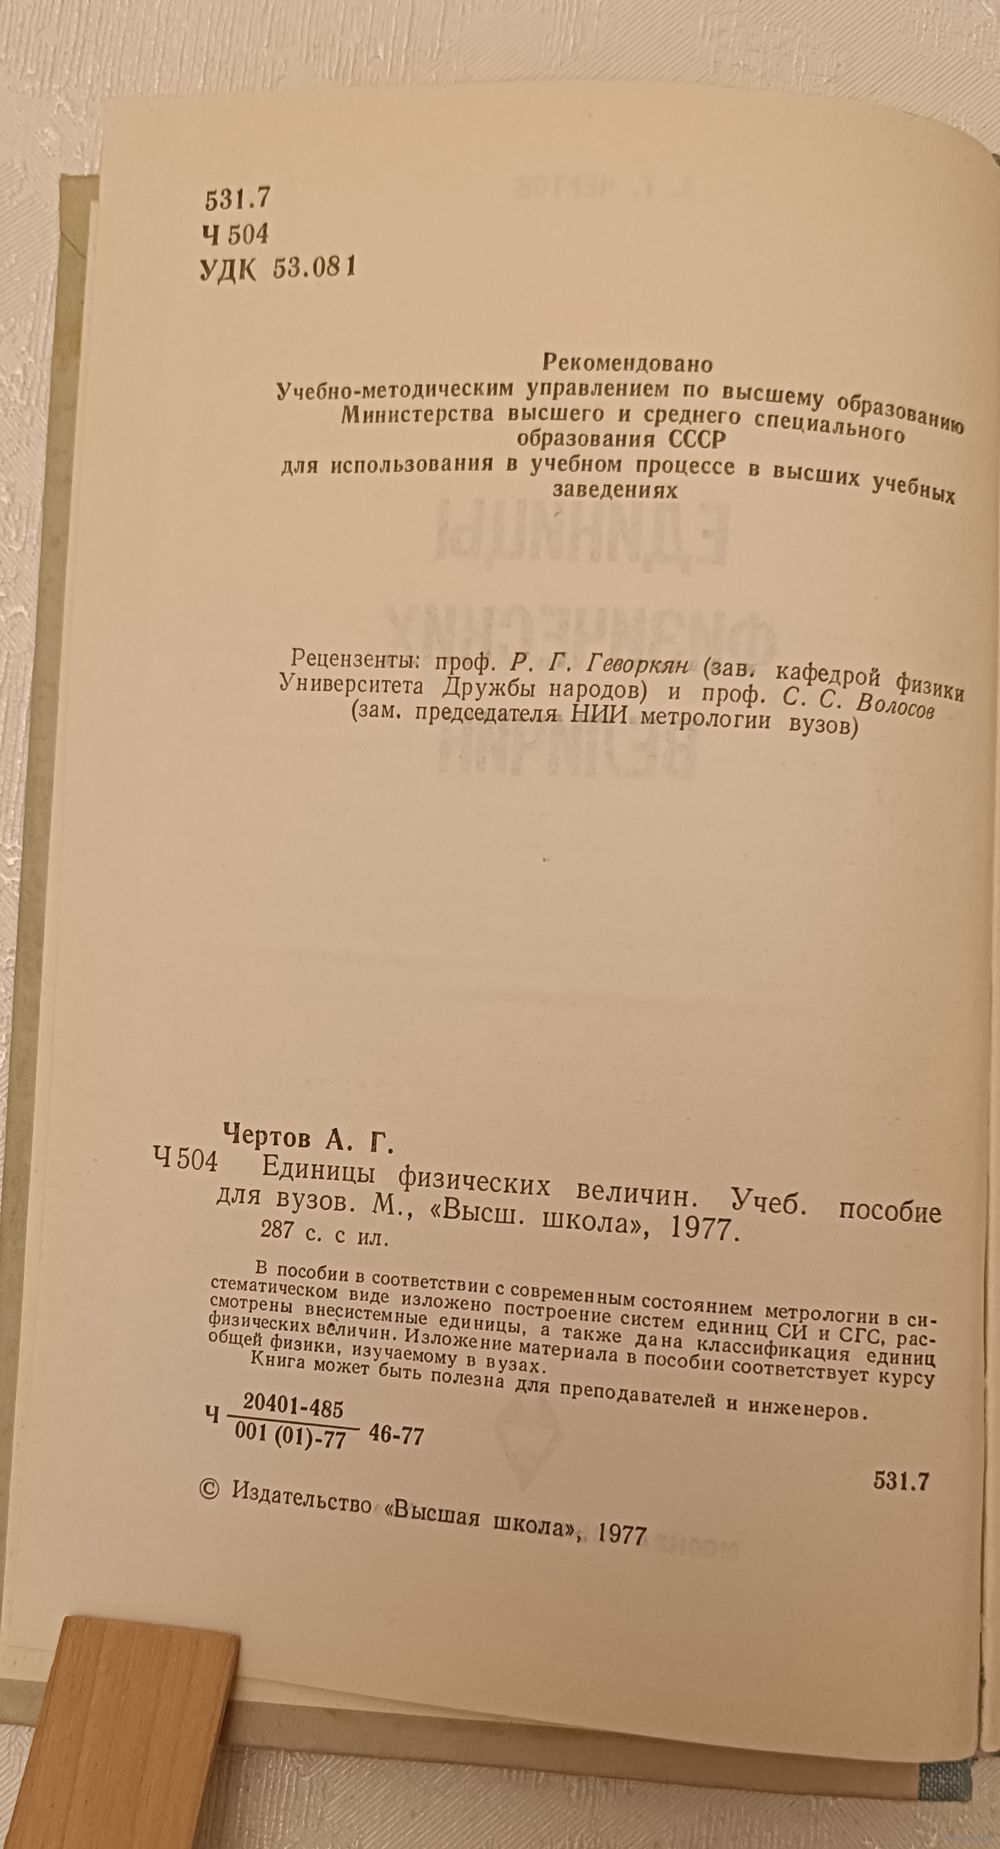 531.7
Ч 504
УДК 53.081
Рекомендовано
Учебно-методическим управлением по высшему образованию
Министерства высшего и среднего специального
образования СССР
для использования в учебном процессе в высших учебных
заведениях
Рецензенты: проф. Р. Г. Геворкян (зав. кафедрой физики
Университета Дружбы народов) и проф. С. С. Волосов
(зам. председателя НИИ метрологии вузов)
Чертов А. Г.
Ч 504 Единицы физических величин. Учеб. пособие
для вузов. М., «Высш. школа», 1977.
287 с. с ил.
В пособии в соответствии с современным состоянием метрологии в си-
стематическом виде изложено построение систем единиц СИ и СГС, рас-
смотрены внесистемные единицы, а также дана классификация единиц
физических величин. Изложение материала в пособии соответствует курсу
общей физики, изучаемому в вузах.
Книга может быть полезна для преподавателей и инженеров.
20401-485
Ч 46-77
001 (01)-77
531.7
© Издательство «Высшая школа», 1977